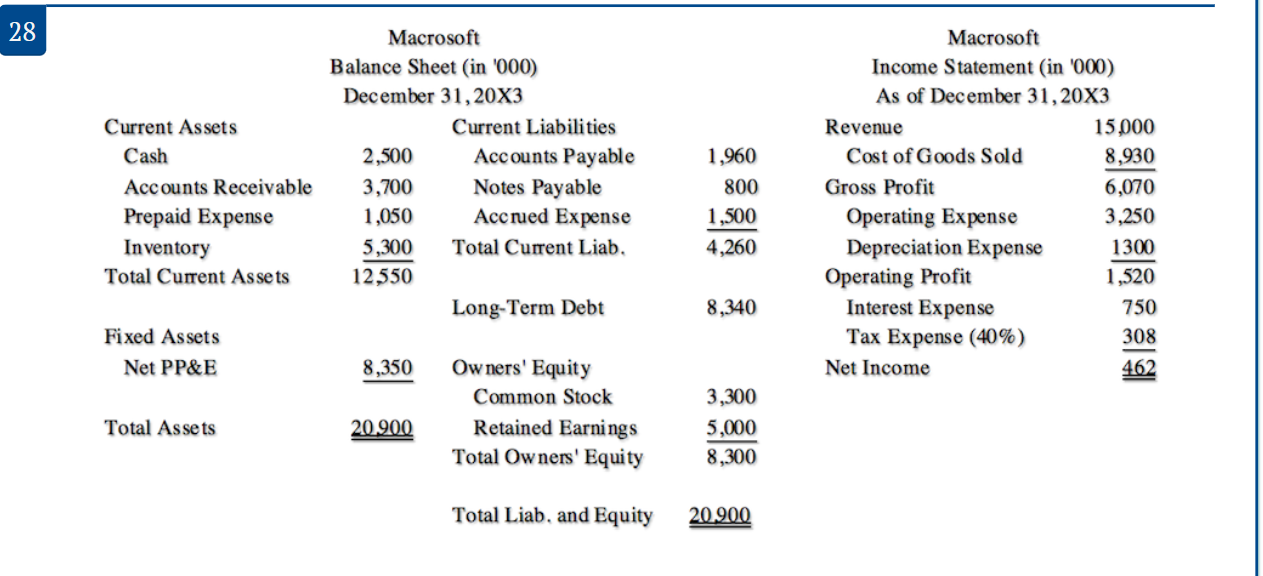 28
Macrosoft
Balance Sheet (in '000)
December 31, 20X3
Current Assets Current Liabilities
Cash 2,500 Accounts Payable 1,960
Accounts Receivable 3,700 Notes Payable 800
Prepaid Expense 1,050 Accrued Expense 1,500
Inventory 5,300 Total Current Liab. 4,260
Total Current Assets 12,550
Long-Term Debt 8,340
Fixed Assets
Net PP&E 8,350 Owners' Equity
Common Stock 3,300
Total Assets 20,900 Retained Earnings 5,000
Total Owners' Equity 8,300
Total Liab. and Equity 20,900
Macrosoft
Income Statement (in '000)
As of December 31, 20X3
Revenue 15,000
Cost of Goods Sold 8,930
Gross Profit 6,070
Operating Expense 3,250
Depreciation Expense 1300
Operating Profit 1,520
Interest Expense 750
Tax Expense (40%) 308
Net Income 462